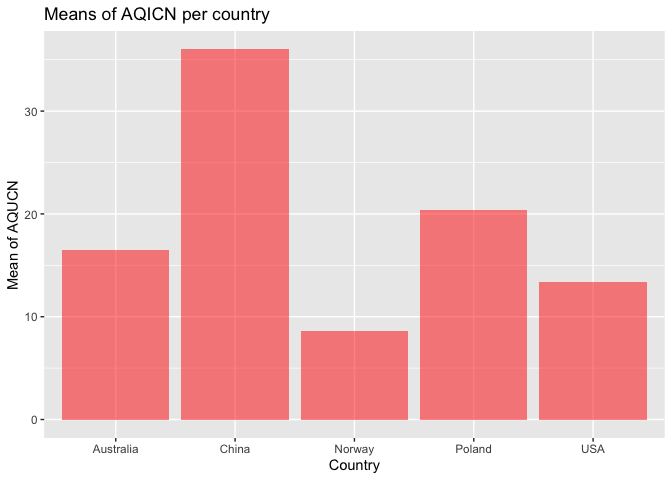 Means of AQICN per country
Mean of AQUCN
30
20
10
0
Australia China Norway Poland USA
Country